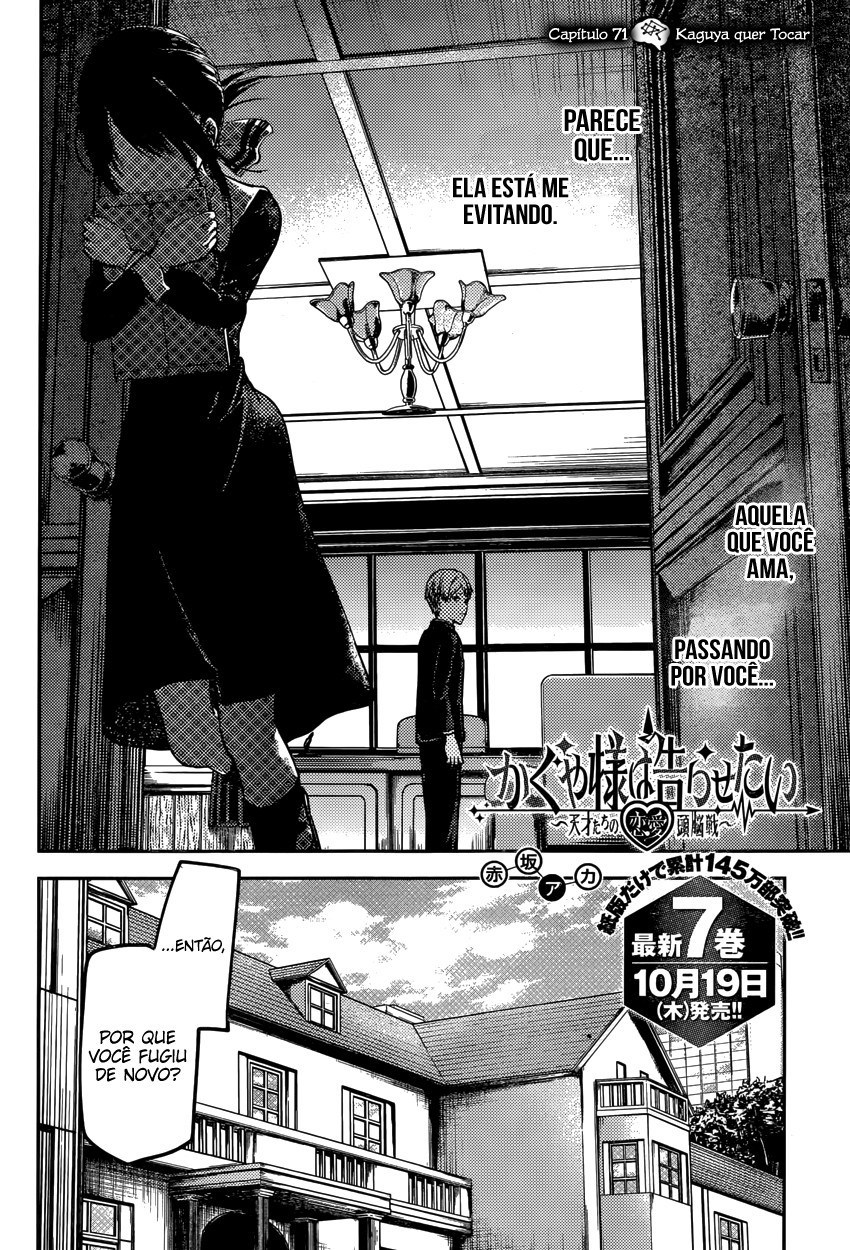 Capítulo 71 Kaguya quer Tocar
PARECE
QUE...
ELA ESTÁ ME
EVITANDO.
AQUELA
QUE VOCÊ
AMA,
PASSANDO
POR VOCÊ...
かぐや様は告らせたい
～天才たちの恋愛頭脳戦～
赤坂アカ
紙版だけで累計145万部突破!!
最新7巻
10月19日
(木)発売!!
...ENTÃO,
POR QUE
VOCÊ FUGIU
DE NOVO?